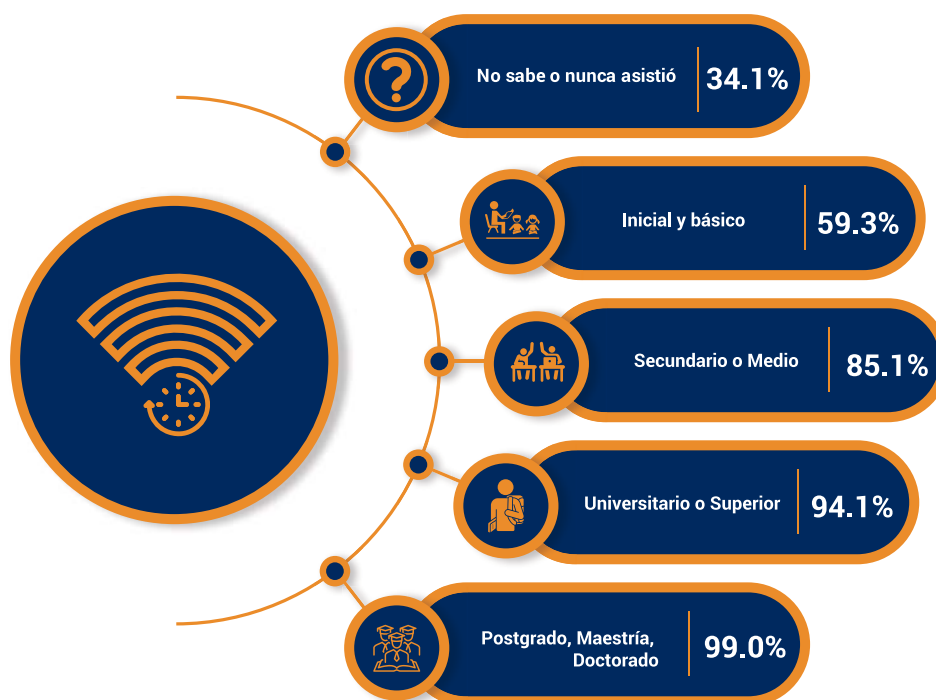 No sabe o nunca asistió
34.1%
Inicial y básico
59.3%
Secundario o Medio
85.1%
Universitario o Superior
94.1%
Postgrado, Maestría,
Doctorado
99.0%